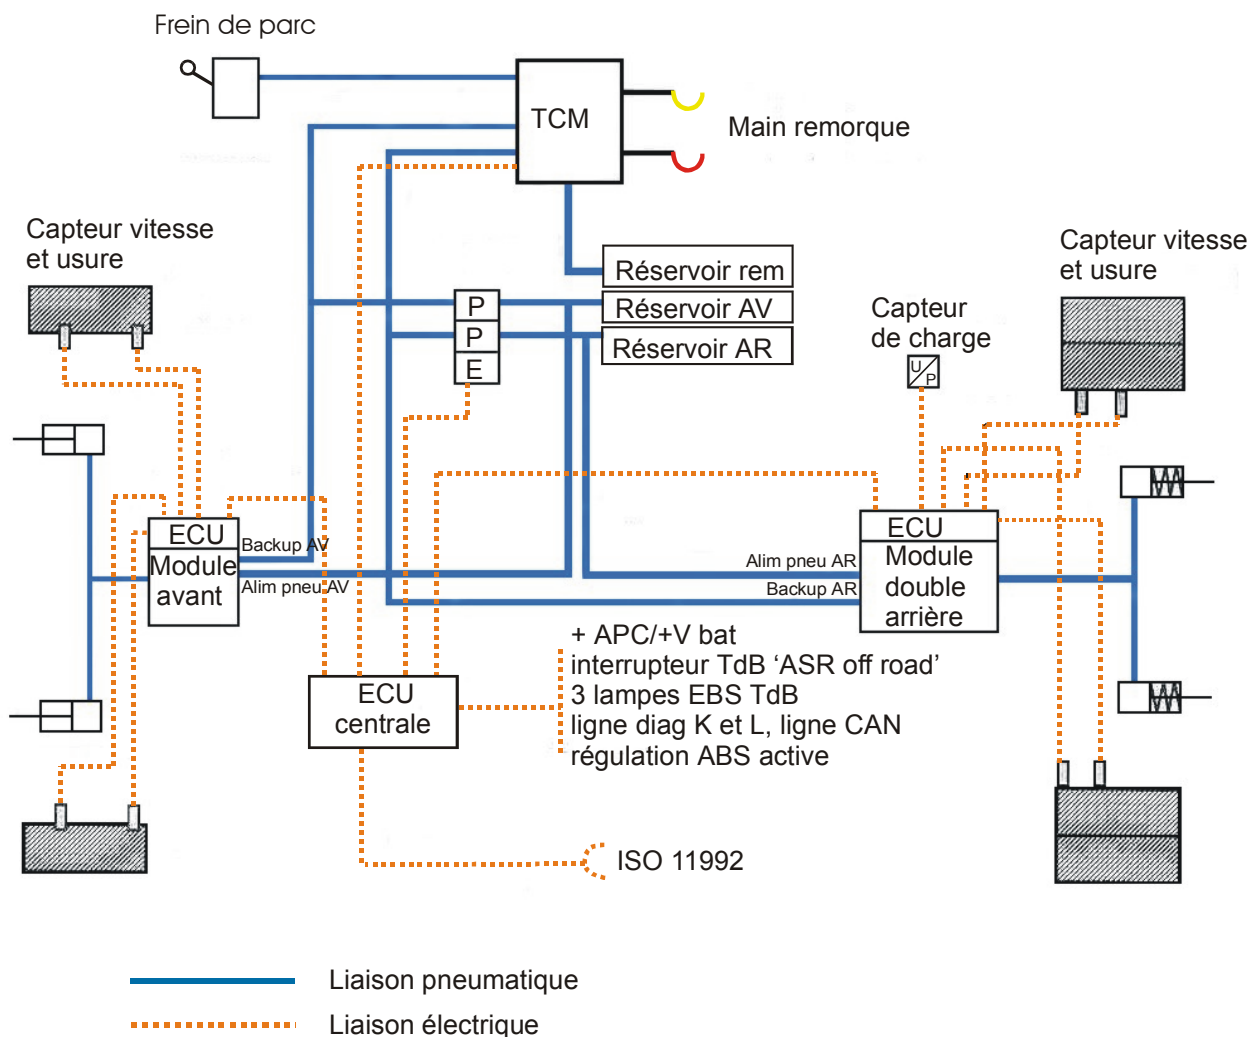 Frein de parc
TCM
Main remorque
Capteur vitesse
et usure
Réservoir rem
Réservoir AV
Réservoir AR
P
P
E
Capteur
de charge
U/P
Capteur vitesse
et usure
ECU
Module
avant
Backup AV
Alim pneu AV
Alim pneu AR
Backup AR
ECU
Module
double
arrière
ECU
centrale
+ APC/+V bat
interrupteur TdB ‘ASR off road’
3 lampes EBS TdB
ligne diag K et L, ligne CAN
régulation ABS active
ISO 11992
Liaison pneumatique
Liaison électrique